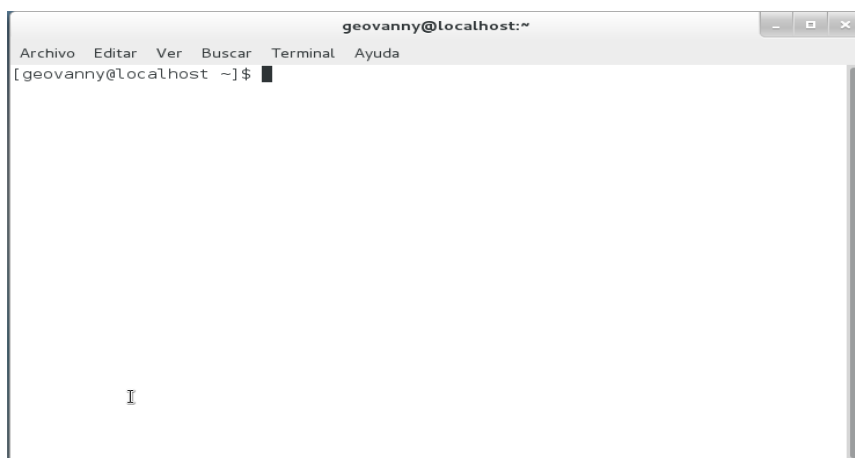 geovanny@localhost:~
Archivo Editar Ver Buscar Terminal Ayuda
[geovanny@localhost ~]$